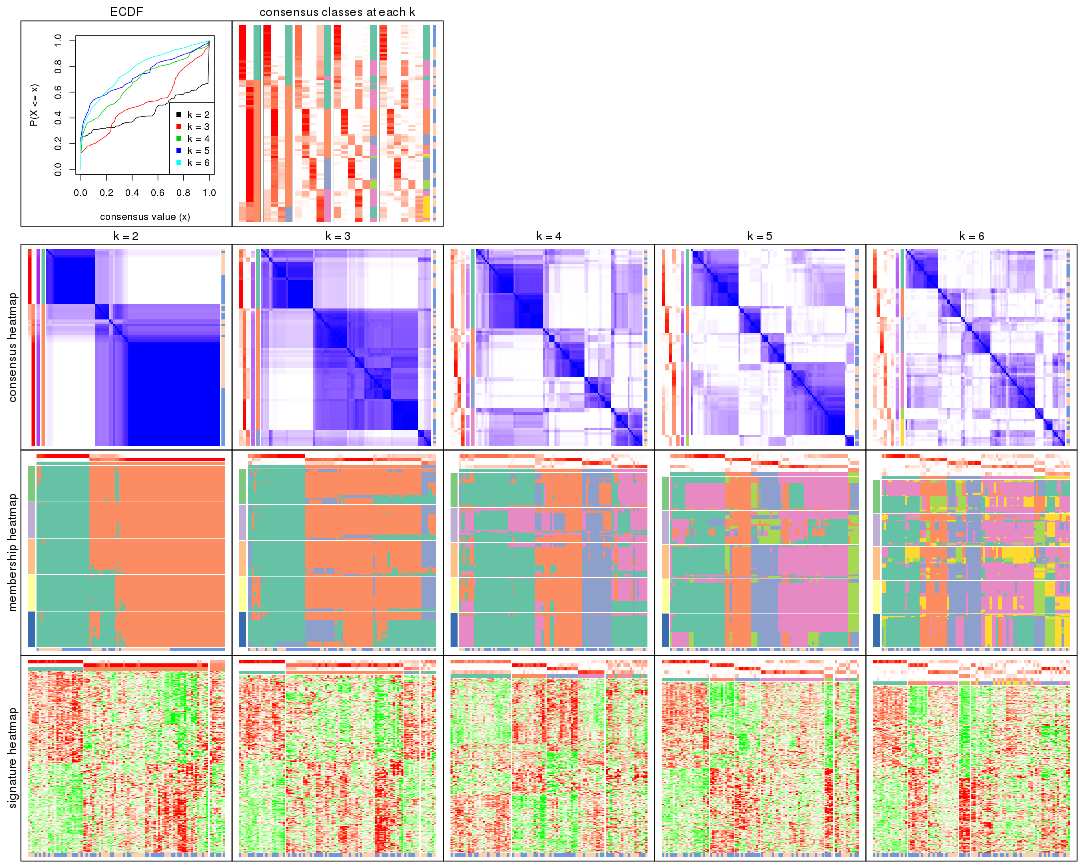 ECDF
consensus classes at each k
P(X <= x)
0.0 0.2 0.4 0.6 0.8 1.0
k = 2
k = 3
k = 4
k = 5
k = 6
0.0 0.2 0.4 0.6 0.8 1.0
consensus value (x)
k = 2
k = 3
k = 4
k = 5
k = 6
consensus heatmap
membership heatmap
signature heatmap